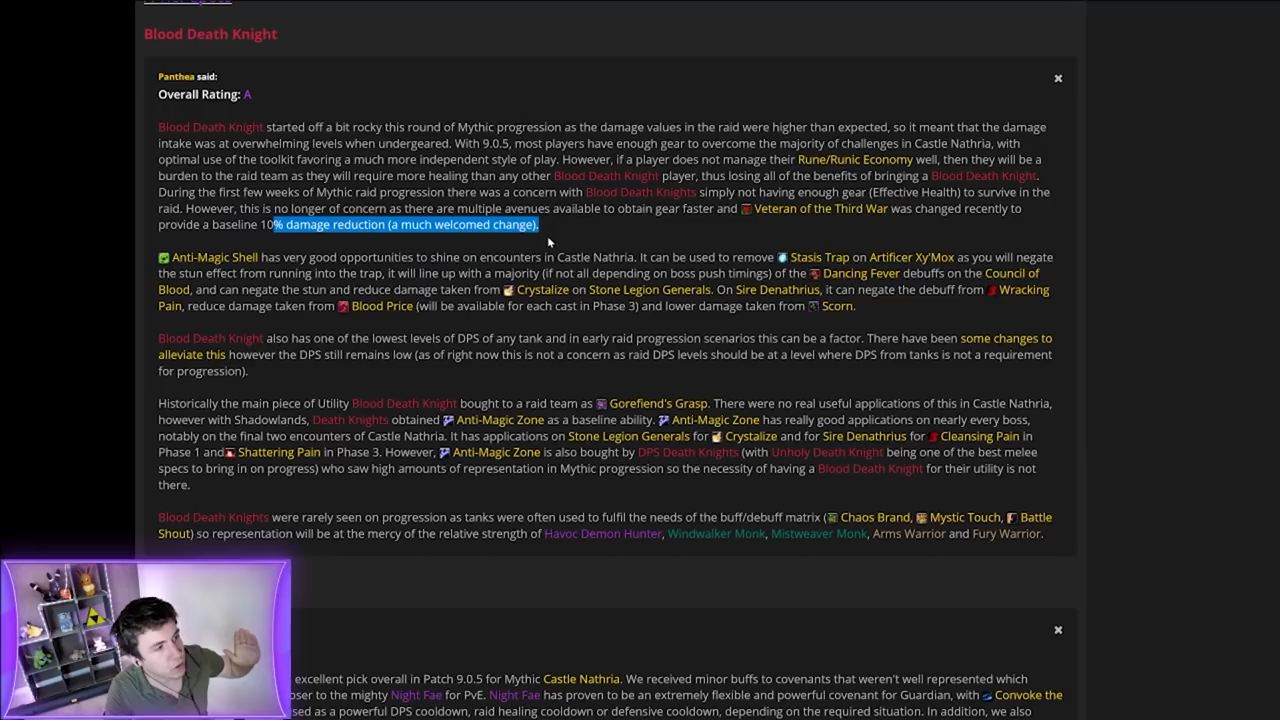 Blood Death Knight
Panthea said:
Overall Rating: A
Blood Death Knight started off a bit rocky this round of Mythic progression as the damage values in the raid were higher than expected, so it meant that the damage
intake was at overwhelming levels when undergeared. With 9.0.5, most players have enough gear to overcome the majority of challenges in Castle Nathria, with
optimal use of the toolkit favoring a much more independent style of play. However, if a player does not manage their Rune/Runic Economy well, then they will be a
burden to the raid team as they will require more healing than any other Blood Death Knight player, thus losing all of the benefits of bringing a Blood Death Knight.
During the first few weeks of Mythic raid progression there was a concern with Blood Death Knights simply not having enough gear (Effective Health) to survive in the
raid. However, this is no longer of concern as there are multiple avenues available to obtain gear faster and Veteran of the Third War was changed recently to
provide a baseline 10% damage reduction (a much welcomed change).
Anti-Magic Shell has very good opportunities to shine on encounters in Castle Nathria. It can be used to remove Stasis Trap on Artificer Xy'Mox as you will negate
the stun effect from running into the trap, it will line up with a majority (if not all depending on boss push timings) of the Dancing Fever debuffs on the Council of
Blood, and can negate the stun and reduce damage taken from Crystalize on Stone Legion Generals. On Sire Denathrius, it can negate the debuff from Wracking
Pain, reduce damage taken from Blood Price (will be available for each cast in Phase 3) and lower damage taken from Scorn.
Blood Death Knight also has one of the lowest levels of DPS of any tank and in early raid progression scenarios this can be a factor. There have been some changes to
alleviate this however the DPS still remains low (as of right now this is not a concern as raid DPS levels should be at a level where DPS from tanks is not a requirement
for progression).
Historically the main piece of Utility Blood Death Knight bought to a raid team as Gorefiend's Grasp. There were no real useful applications of this in Castle Nathria,
however with Shadowlands, Death Knights obtained Anti-Magic Zone as a baseline ability. Anti-Magic Zone has really good applications on nearly every boss,
notably on the final two encounters of Castle Nathria. It has applications on Stone Legion Generals for Crystalize and for Sire Denathrius for Cleansing Pain in
Phase 1 and Shattering Pain in Phase 3. However, Anti-Magic Zone is also bought by DPS Death Knights (with Unholy Death Knight being one of the best melee
specs to bring in on progress) who saw high amounts of representation in Mythic progression so the necessity of having a Blood Death Knight for their utility is not
there.
Blood Death Knights were rarely seen on progression as tanks were often used to fulfil the needs of the buff/debuff matrix (Chaos Brand, Mystic Touch, Battle
Shout) so representation will be at the mercy of the relative strength of Havoc Demon Hunter, Windwalker Monk, Mistweaver Monk, Arms Warrior and Fury Warrior.
excellent pick overall in Patch 9.0.5 for Mythic Castle Nathria. We received minor buffs to covenants that weren't well represented which
to the mighty Night Fae for PvE. Night Fae has proven to be an extremely flexible and powerful covenant for Guardian, with Convoke the
as a powerful DPS cooldown, raid healing cooldown or defensive cooldown, depending on the required situation. In addition, we also